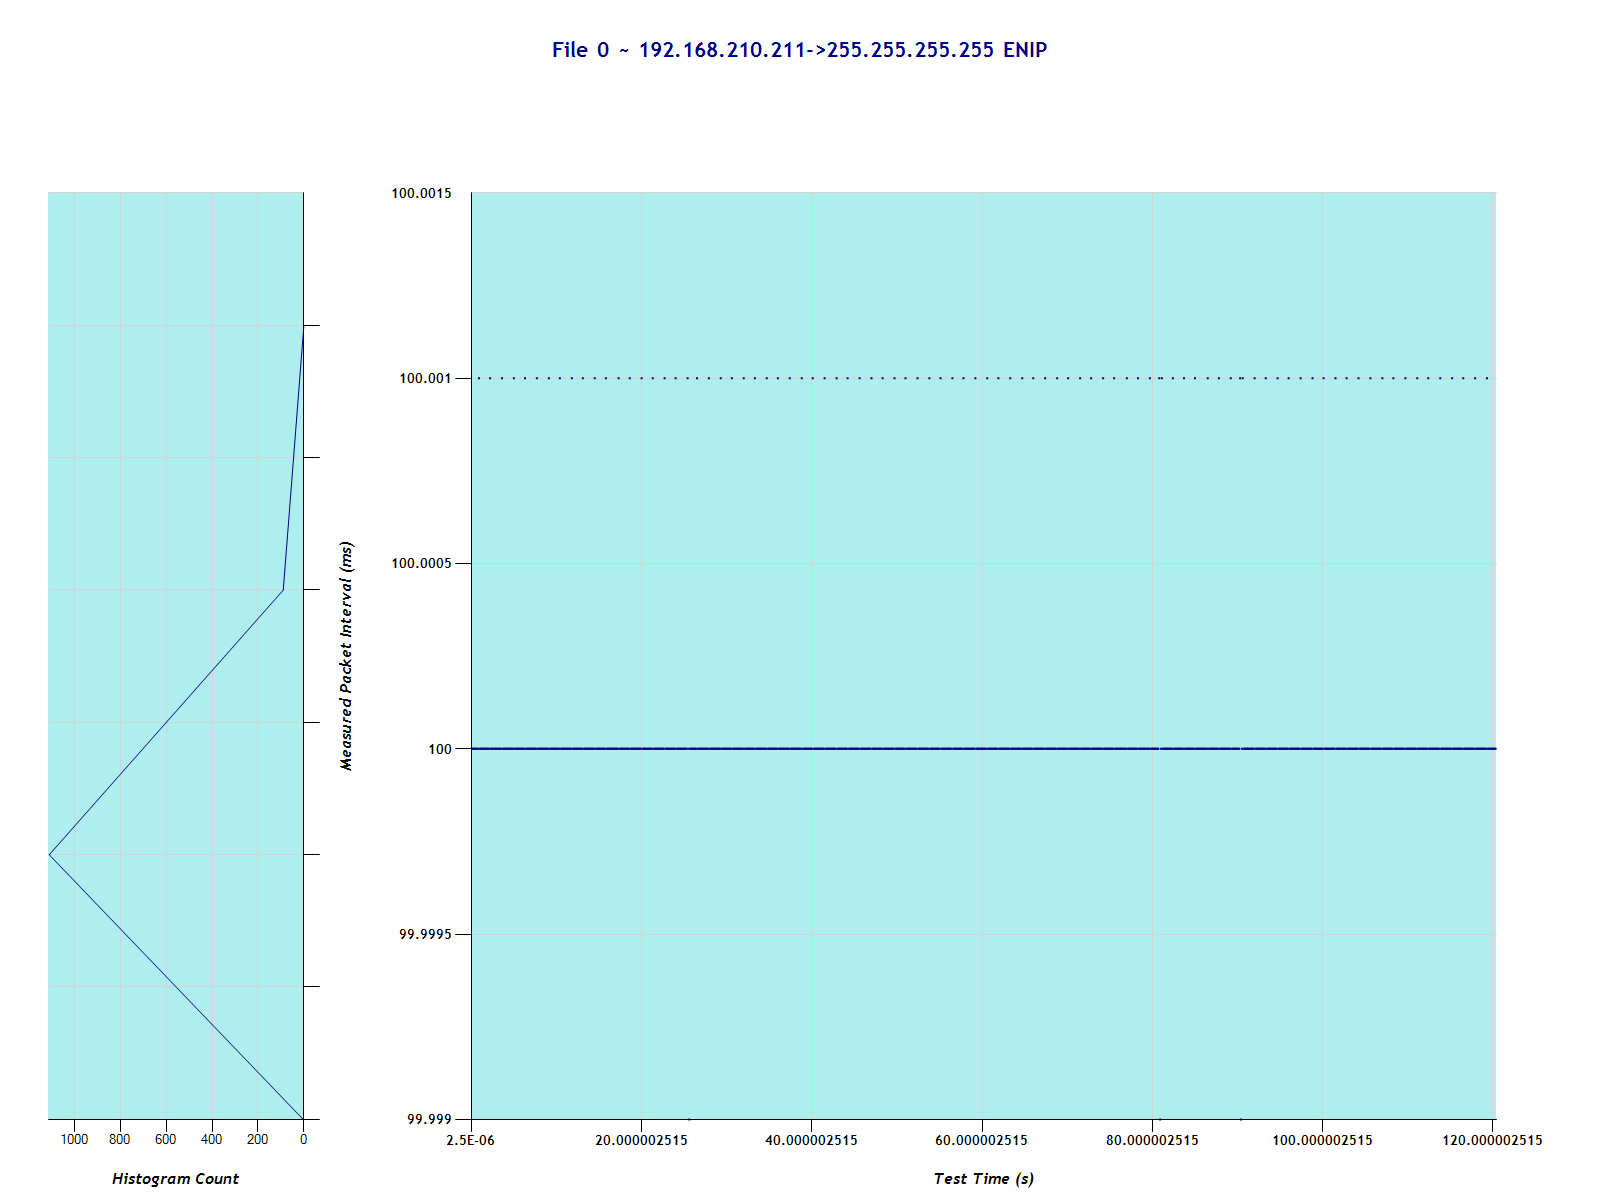 File 0 ~ 192.168.210.211->255.255.255.255 ENIP
100.0015
100.001
100.0005
100
99.9995
99.999
Measured Packet Interval (ms)
1000 800 600 400 200 0
2.5E-06 20.000002515 40.000002515 60.000002515 80.000002515 100.000002515 120.000002515
Histogram Count
Test Time (s)